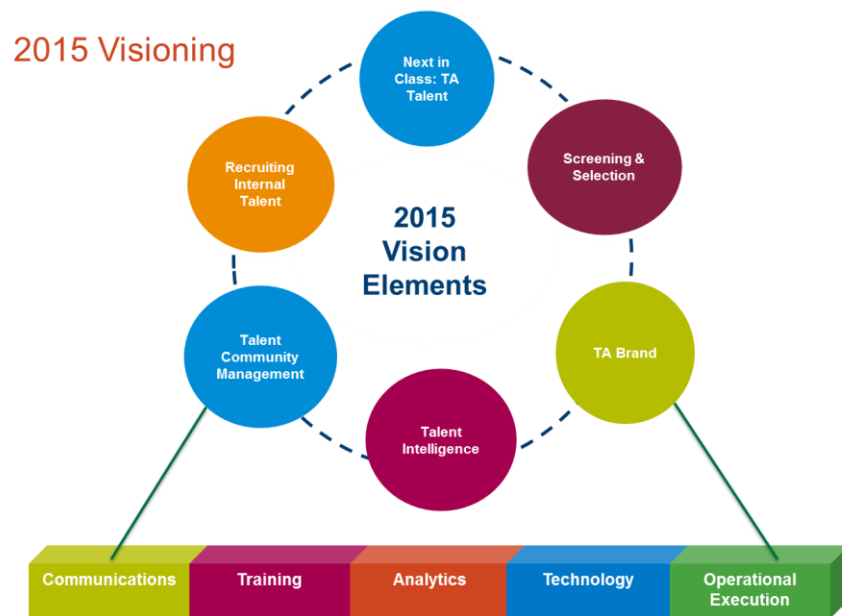 2015 Visioning
Next in
Class: TA
Talent
Screening &
Selection
TA Brand
Talent
Intelligence
Talent
Community
Management
Recruiting
Internal
Talent
2015
Vision
Elements
Communications
Training
Analytics
Technology
Operational
Execution